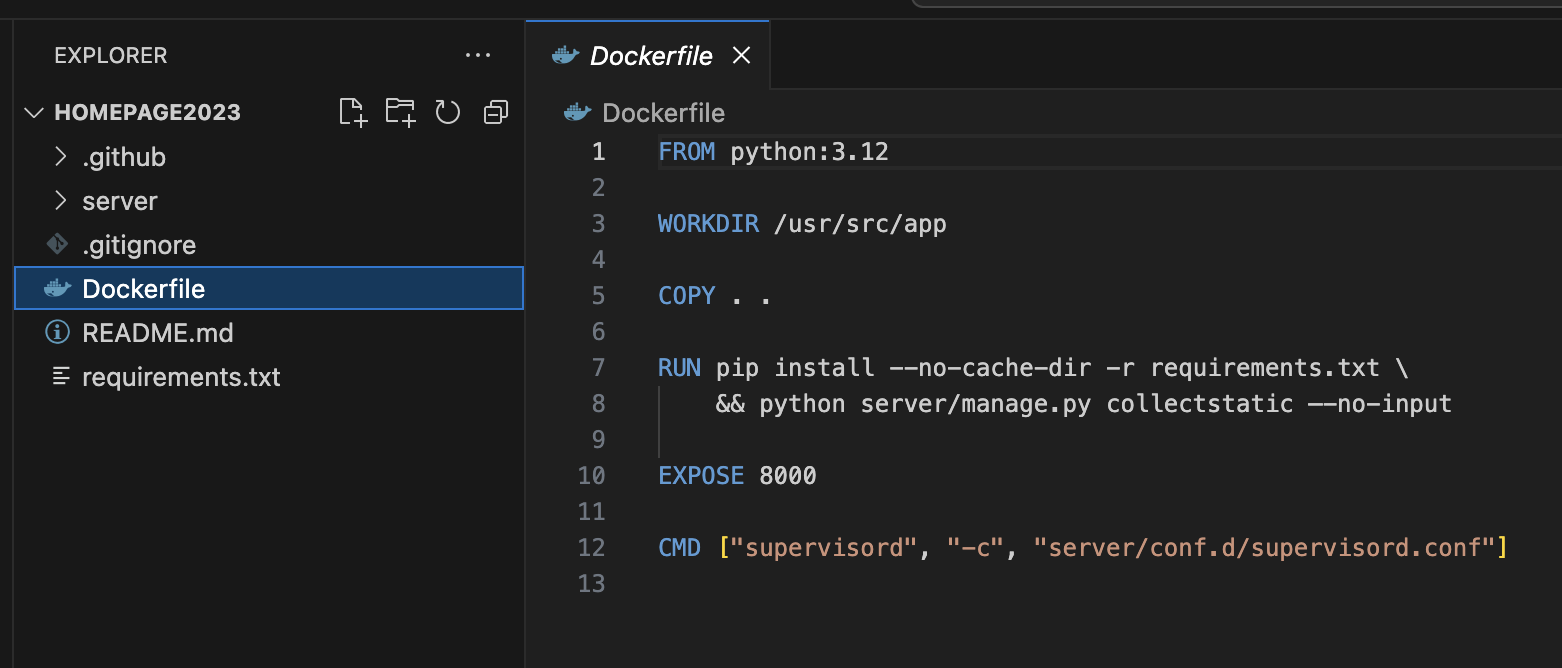 EXPLORER
HOMEPAGE2023
.github
server
.gitignore
Dockerfile
README.md
requirements.txt
Dockerfile
Dockerfile
1 FROM python:3.12
2
3 WORKDIR /usr/src/app
4
5 COPY . .
6
7 RUN pip install --no-cache-dir -r requirements.txt \
8     && python server/manage.py collectstatic --no-input
9
10 EXPOSE 8000
11
12 CMD ["supervisord", "-c", "server/conf.d/supervisord.conf"]
13